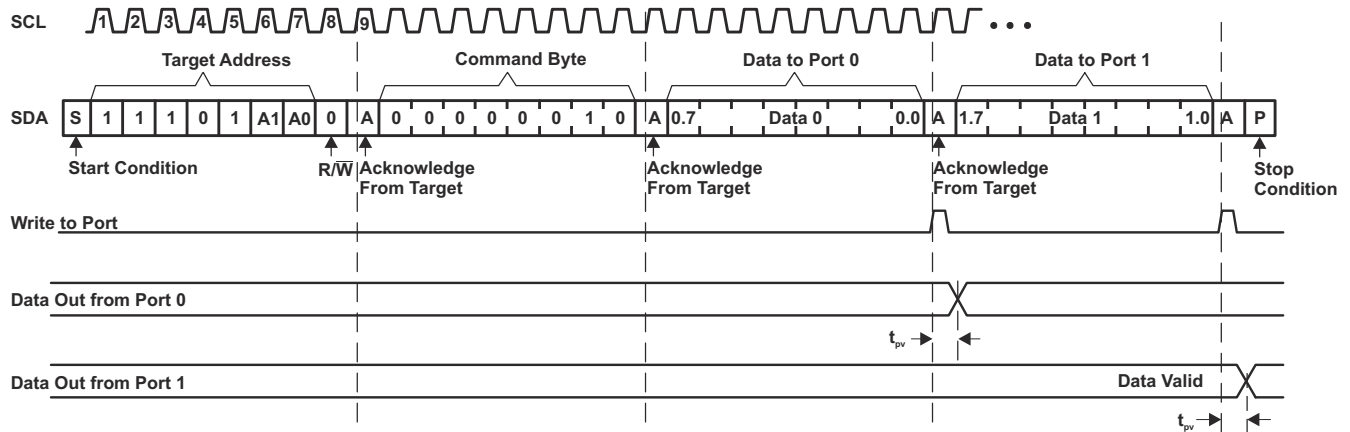 SCL 1 2 3 4 5 6 7 8 9 • • •
Target Address Command Byte Data to Port 0 Data to Port 1
SDA S 1 1 1 0 1 A1 A0 0 A 0 0 0 0 0 0 1 0 A 0.7 Data 0 0.0 A 1.7 Data 1 1.0 A P
Start Condition R/W̅ Acknowledge From Target Acknowledge From Target Acknowledge From Target Stop Condition
Write to Port
Data Out from Port 0
tpv
Data Out from Port 1 Data Valid
tpv